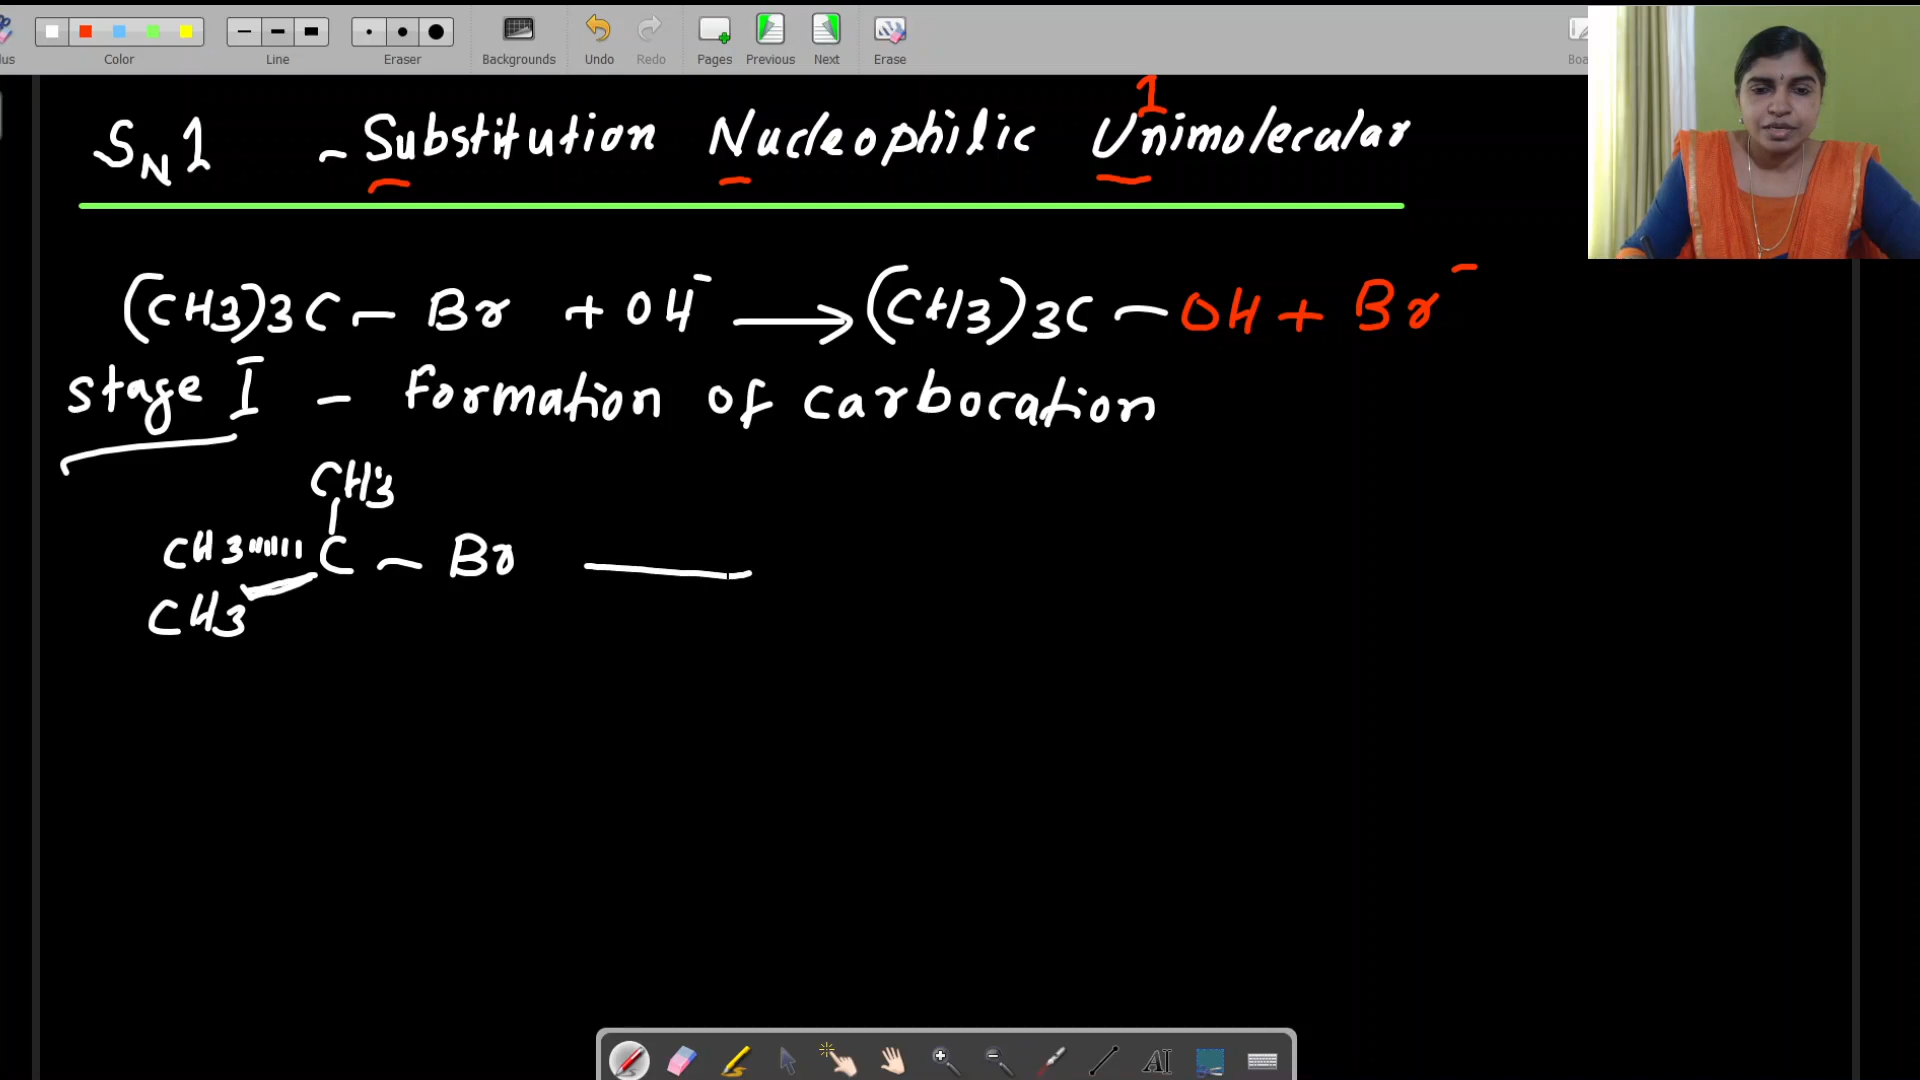 Color Line Eraser Backgrounds Undo Redo Pages Previous Next Erase
1
SN1 - Substitution Nucleophilic Unimolecular
(CH3)3C - Br + OH⁻ ⟶ (CH3)3C - OH + Br⁻
Stage I - Formation of carbocation
CH3
CH3 C - Br
CH3
AI